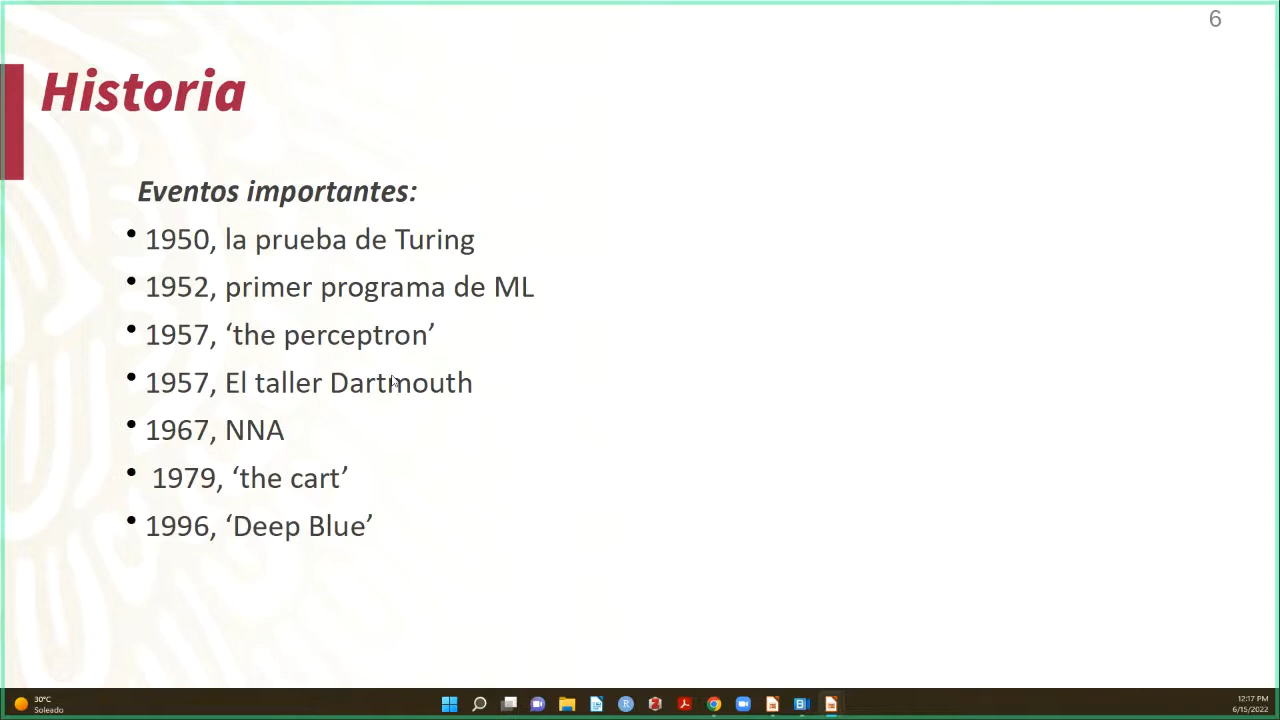 6
Historia
Eventos importantes:
• 1950, la prueba de Turing
• 1952, primer programa de ML
• 1957, ‘the perceptron’
• 1957, El taller Dartmouth
• 1967, NNA
• 1979, ‘the cart’
• 1996, ‘Deep Blue’
30°C
Soleado
12:17 PM
6/15/2022